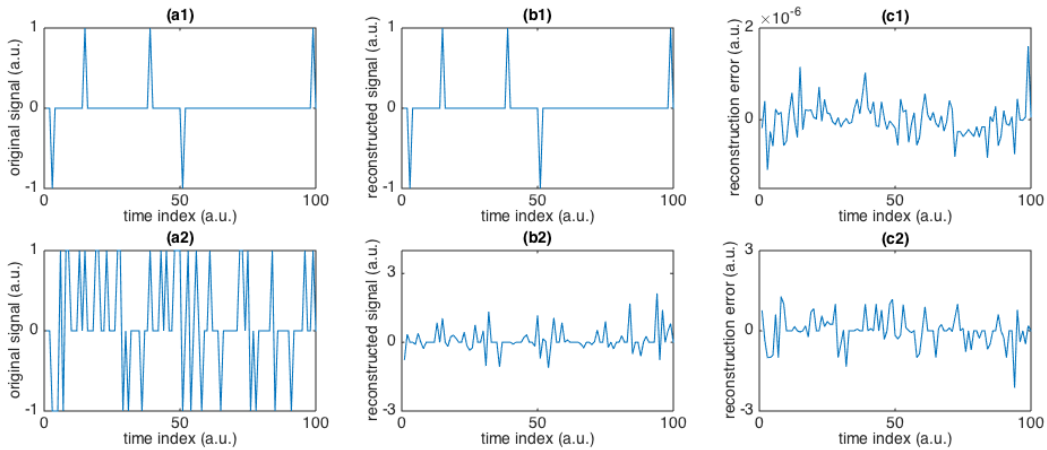 (a1)
original signal (a.u.)
1
0
-1
0
50
100
time index (a.u.)
(b1)
reconstructed signal (a.u.)
1
0
-1
0
50
100
time index (a.u.)
(c1)
×10⁻⁶
reconstruction error (a.u.)
2
0
0
50
100
time index (a.u.)
(a2)
original signal (a.u.)
1
0
-1
0
50
100
time index (a.u.)
(b2)
reconstructed signal (a.u.)
3
0
-3
0
50
100
time index (a.u.)
(c2)
reconstruction error (a.u.)
3
0
-3
0
50
100
time index (a.u.)